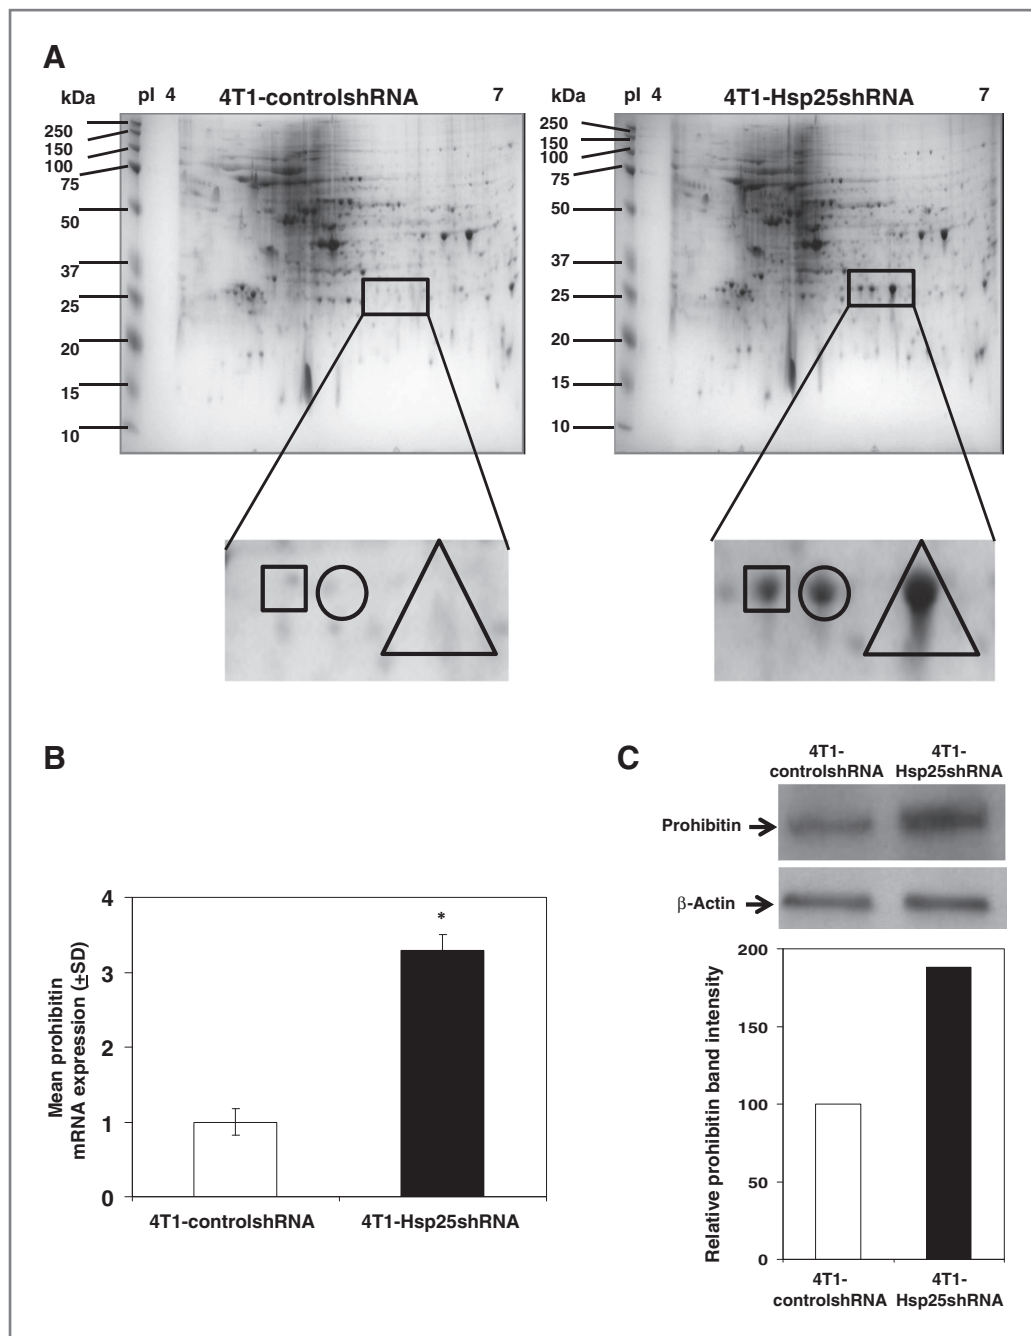 A
kDa pI 4 4T1-controlshRNA 7
250
150
100
75
50
37
25
20
15
10
kDa pI 4 4T1-Hsp25shRNA 7
250
150
100
75
50
37
25
20
15
10
B
Mean prohibitin
mRNA expression (±SD)
4
3
2
1
0
*
4T1-controlshRNA 4T1-Hsp25shRNA
C
4T1-
controlshRNA
4T1-
Hsp25shRNA
Prohibitin
β-Actin
Relative prohibitin band intensity
200
150
100
50
0
4T1-
controlshRNA
4T1-
Hsp25shRNA